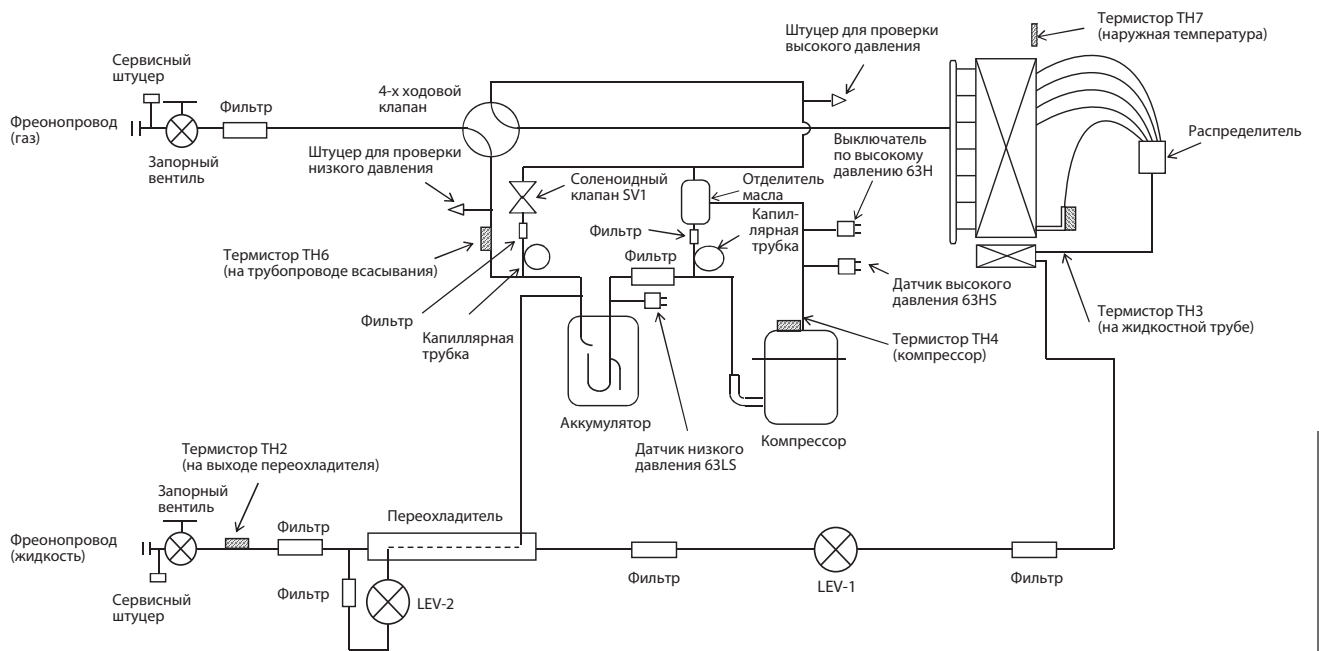 Термистор TH7
(наружная температура)
Штуцер для проверки
высокого давления
Сервисный
штуцер
4-х ходовой
клапан
Фильтр
Фреонопровод
(газ)
Запорный
вентиль
Штуцер для проверки
низкого давления
Выключатель
по высокому
давлению 63H
Распределитель
Соленоидный
клапан SV1
Отделитель
масла
Капил-
лярная
трубка
Фильтр
Термистор TH6
(на трубопроводе всасывания)
Фильтр
Датчик высокого
давления 63HS
Фильтр
Капиллярная
трубка
Термистор TH4
(компрессор)
Термистор TH3
(на жидкостной трубе)
Аккумулятор
Компрессор
Датчик низкого
давления 63LS
Термистор TH2
(на выходе переохладителя)
Запорный
вентиль
Фильтр
Переохладитель
Фреонопровод
(жидкость)
Фильтр
LEV-1
Фильтр
Сервисный
штуцер
Фильтр
LEV-2